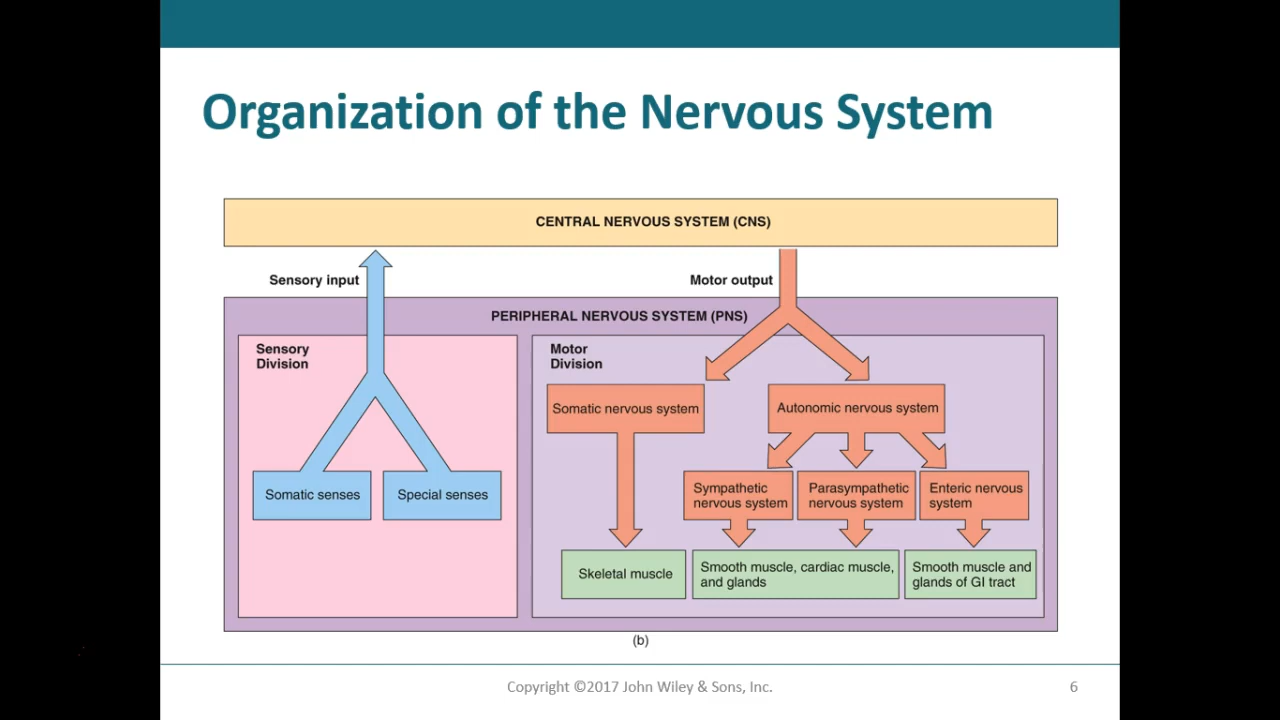 Organization of the Nervous System
CENTRAL NERVOUS SYSTEM (CNS)
Sensory input
Motor output
PERIPHERAL NERVOUS SYSTEM (PNS)
Sensory
Division
Motor
Division
Somatic nervous system
Autonomic nervous system
Somatic senses
Special senses
Sympathetic
nervous system
Parasympathetic
nervous system
Enteric nervous
system
Skeletal muscle
Smooth muscle, cardiac muscle,
and glands
Smooth muscle and
glands of GI tract
(b)
Copyright ©2017 John Wiley & Sons, Inc.
6